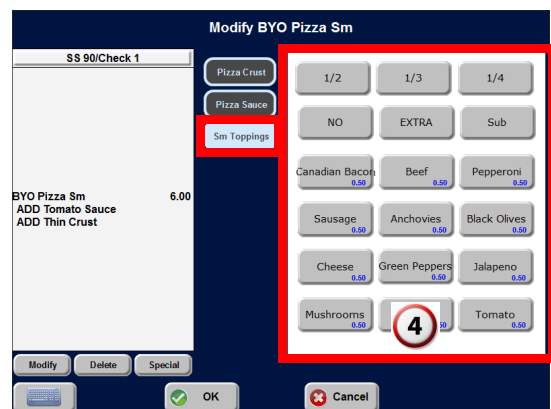 Modify BYO Pizza Sm
SS 90/Check 1
BYO Pizza Sm 6.00
ADD Tomato Sauce
ADD Thin Crust
Modify Delete Special
Pizza Crust
Pizza Sauce
Sm Toppings
1/2 1/3 1/4
NO EXTRA Sub
Canadian Bacon Beef Pepperoni
0.50 0.50 0.50
Sausage Anchovies Black Olives
0.50 0.50 0.50
Cheese Green Peppers Jalapeno
0.50 0.50 0.50
Mushrooms 4 Tomato
0.50 50 0.50
OK Cancel